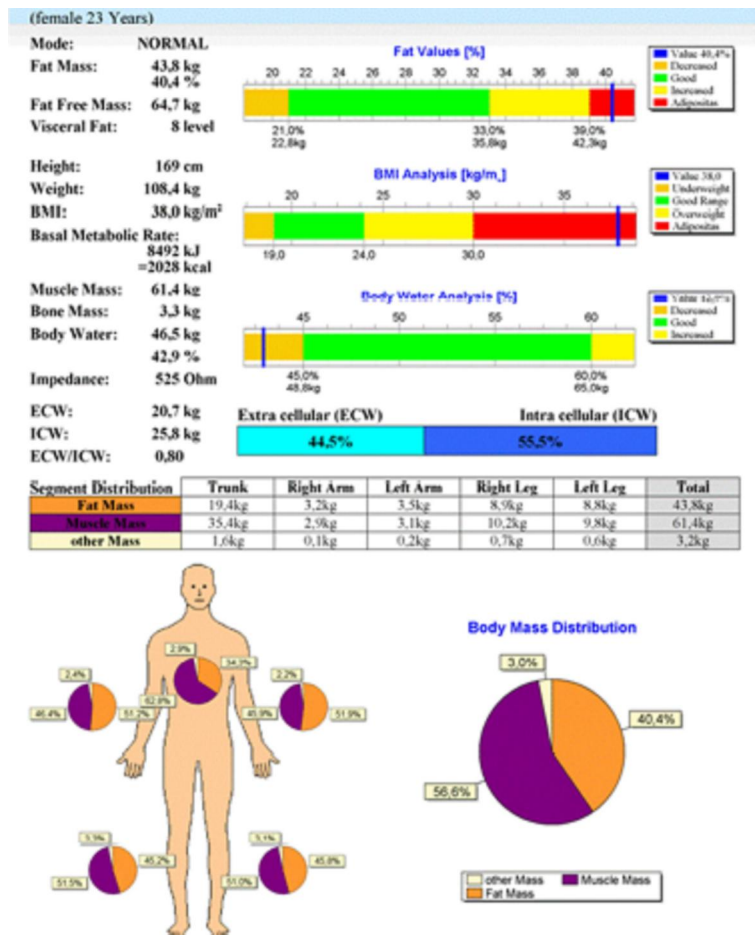 (female 23 Years)
Mode: NORMAL
Fat Mass: 43,8 kg
40,4 %
Fat Free Mass: 64,7 kg
Visceral Fat: 8 level
Height: 169 cm
Weight: 108,4 kg
BMI: 38,0 kg/m²
Basal Metabolic Rate:
8492 kJ
=2028 kcal
Muscle Mass: 61,4 kg
Bone Mass: 3,3 kg
Body Water: 46,5 kg
42,9 %
Impedance: 525 Ohm
ECW: 20,7 kg
ICW: 25,8 kg
ECW/ICW: 0,80
Fat Values [%]
20 22 24 26 28 30 32 34 36 38 40
21,0% 33,0% 39,0%
22,8kg 35,8kg 42,3kg
Value 40,4%
Decreased
Good
Increased
Adipositas
BMI Analysis [kg/m,]
20 25 30 35
19,0 24,0 30,0
Value 38,0
Underweight
Good Range
Overweight
Adipositas
Body Water Analysis [%]
45 50 55 60
45,0% 60,0%
48,8kg 65,0kg
Value
Decreased
Good
Increased
Extra cellular (ECW) Intra cellular (ICW)
44,5% 55,5%
Segment Distribution Trunk Right Arm Left Arm Right Leg Left Leg Total
Fat Mass 19,4kg 3,2kg 3,5kg 8,9kg 8,8kg 43,8kg
Muscle Mass 35,4kg 2,9kg 3,1kg 10,2kg 9,8kg 61,4kg
other Mass 1,6kg 0,1kg 0,2kg 0,7kg 0,6kg 3,2kg
2,9% 34,3%
62,8%
2,4%
46,4% 51,2%
2,2%
45,9% 51,9%
3,3%
45,2%
51,5%
3,1%
45,8%
51,0%
Body Mass Distribution
3,0%
40,4%
56,6%
other Mass Muscle Mass
Fat Mass